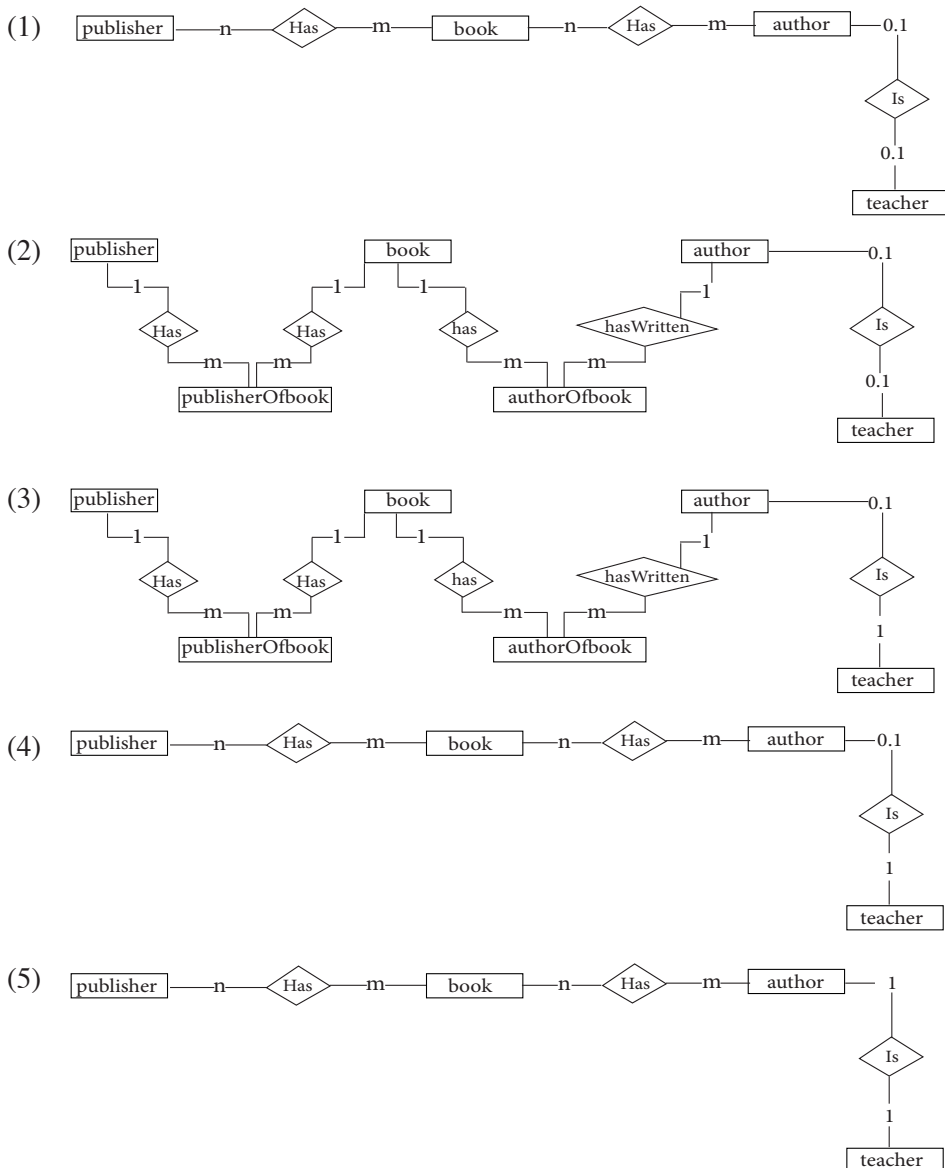 (1) publisher n Has m book n Has m author 0.1
Is
0.1
teacher
(2) publisher book author 0.1
1 1 1 1
Has Has has hasWritten Is
m m m m
0.1
publisherOfbook authorOfbook
teacher
(3) publisher book author 0.1
1 1 1 1
Has Has has hasWritten Is
m m m m
1
publisherOfbook authorOfbook
teacher
(4) publisher n Has m book n Has m author 0.1
Is
1
teacher
(5) publisher n Has m book n Has m author 1
Is
1
teacher